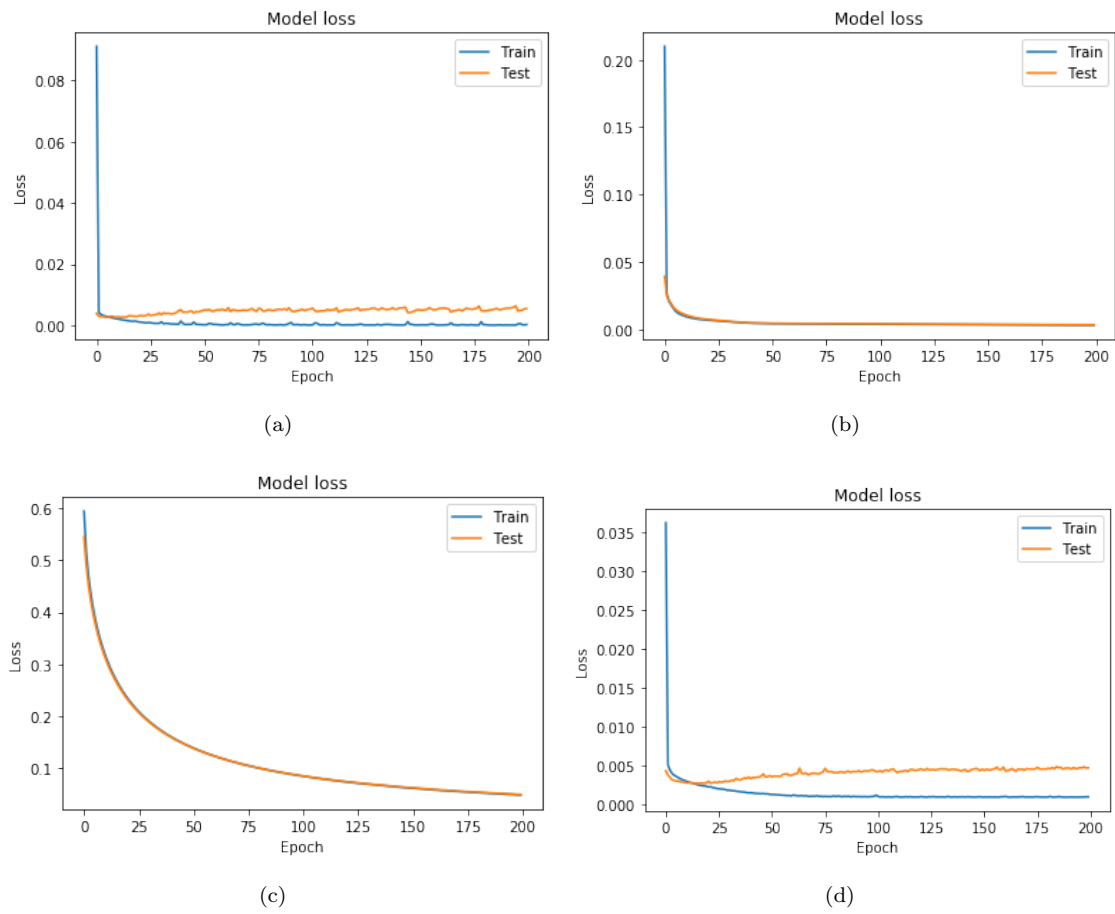 Model loss
Train
Test
0.08
0.06
0.04
0.02
0.00
Loss
0 25 50 75 100 125 150 175 200
Epoch
(a)
Model loss
Train
Test
0.20
0.15
0.10
0.05
0.00
Loss
0 25 50 75 100 125 150 175 200
Epoch
(b)
Model loss
Train
Test
0.6
0.5
0.4
0.3
0.2
0.1
Loss
0 25 50 75 100 125 150 175 200
Epoch
(c)
Model loss
Train
Test
0.035
0.030
0.025
0.020
0.015
0.010
0.005
0.000
Loss
0 25 50 75 100 125 150 175 200
Epoch
(d)